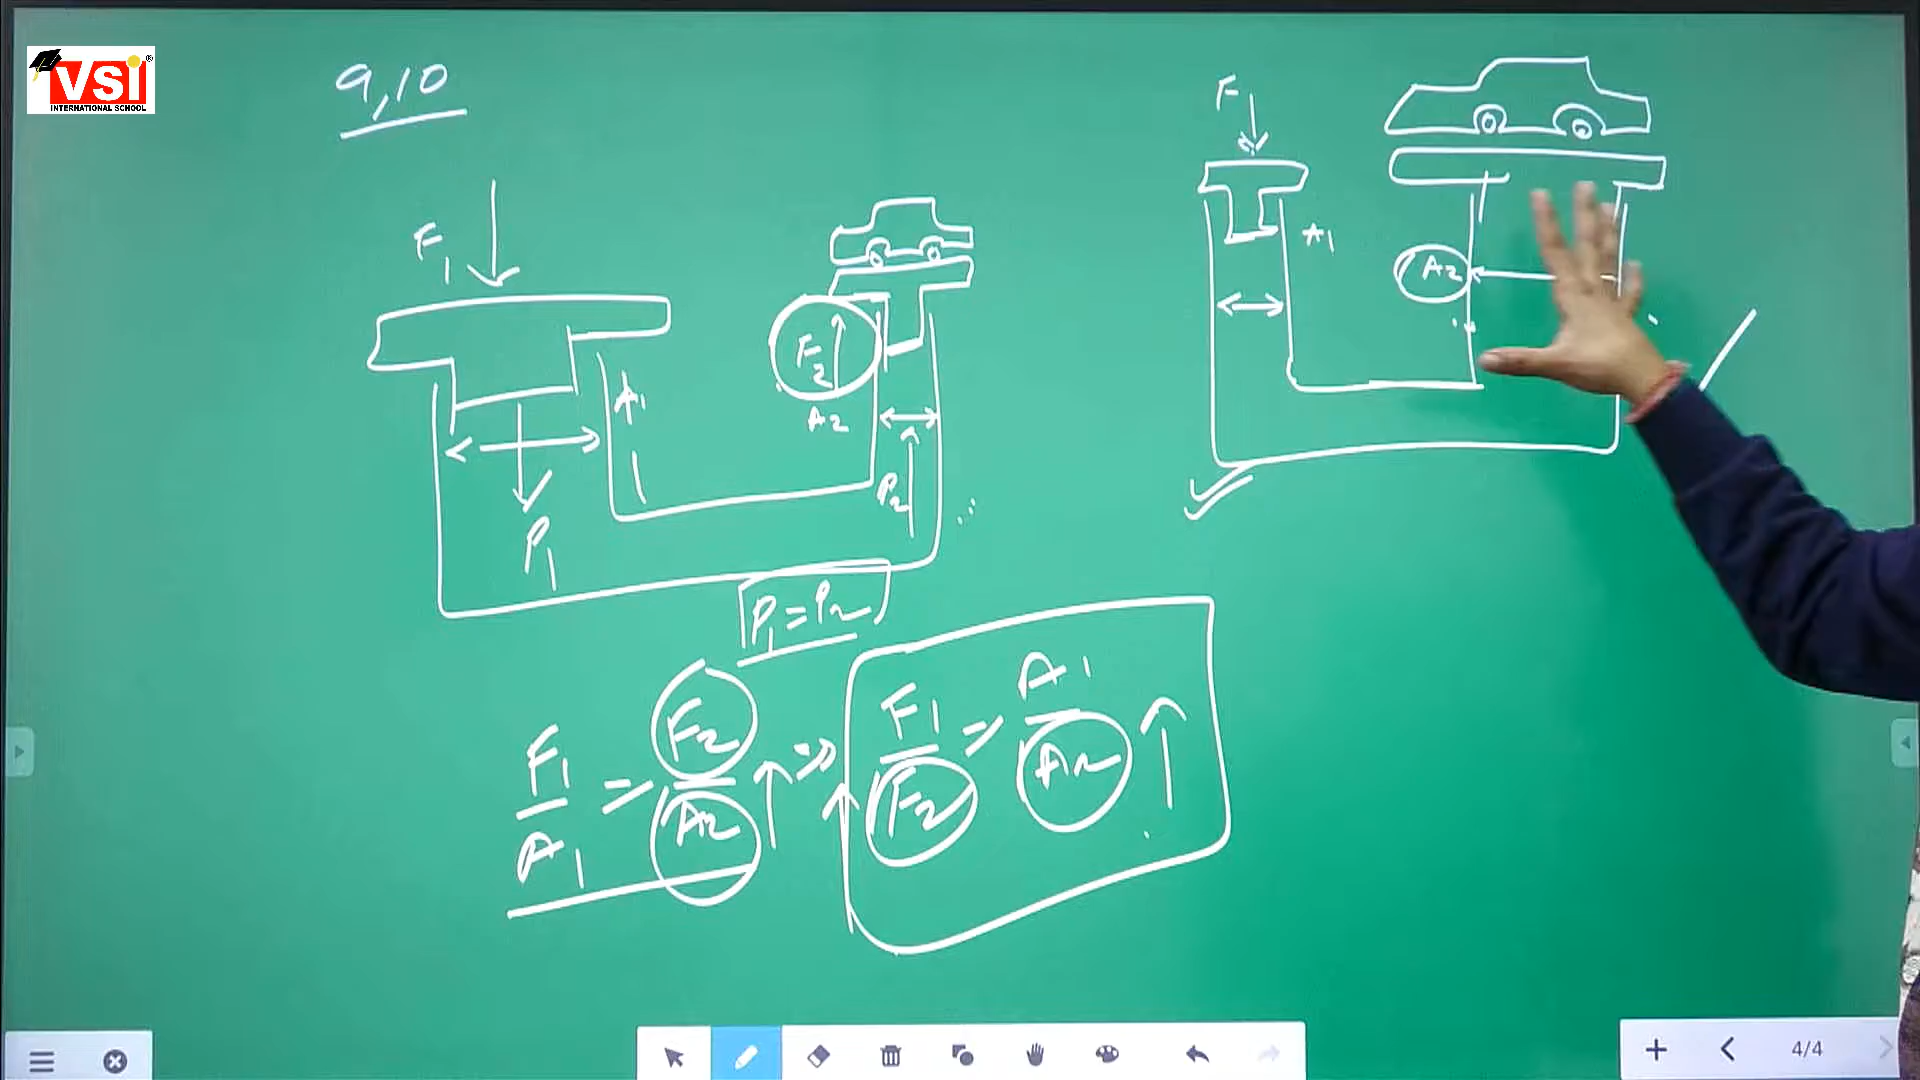 VSI
INTERNATIONAL SCHOOL
9,10
F1
A1
P1
F2
A2
P2
P1 = P2
F1/A1 = F2/A2 ⇒ F1/F2 = A1/A2
F
A1
A2
4/4